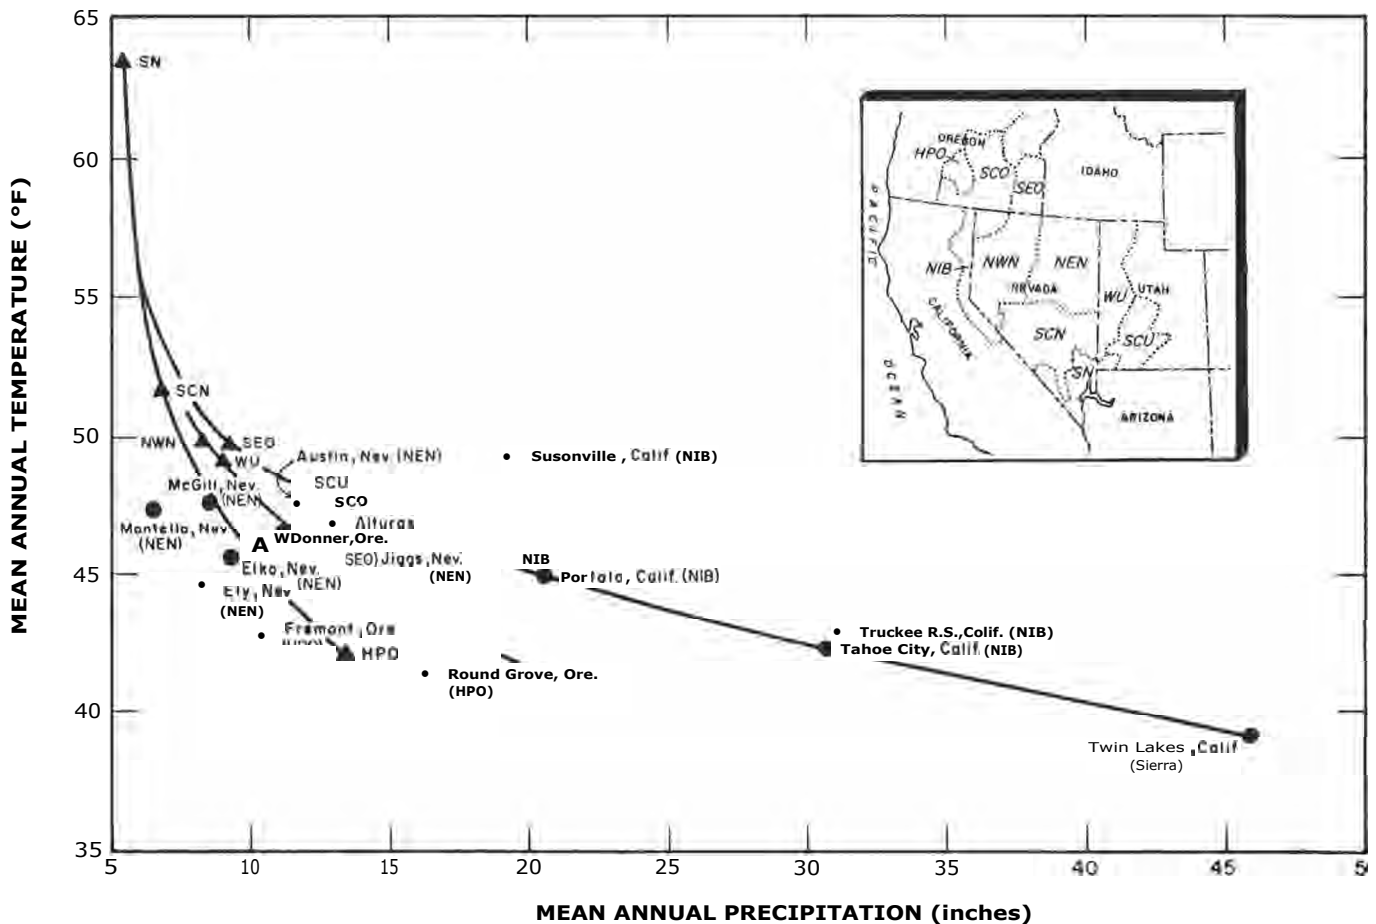 65
60
55
50
45
40
35
MEAN ANNUAL TEMPERATURE (°F)
SN
SCN
NWN
SEO
WU
Austin, Nev (NEN)
SCU
McGill, Nev.
(NEN)
SCO
Alturas
Montello, Nev.
(NEN)
A
WDonner,Ore.
SEO) Jiggs, Nev.
(NEN)
Elko, Nev.
(NEN)
Ely, Nev
(NEN)
Fremont, Ore
HPO
Susonville , Calif (NIB)
NIB
Portala, Calif. (NIB)
Round Grove, Ore.
(HPO)
Truckee R.S.,Colif. (NIB)
Tahoe City, Calif. (NIB)
Twin Lakes , Calif
(Sierra)
OREGON
HPO
SCO
SEO
IDAHO
PACIFIC
NIB
NWN
NEN
NEVADA
WU
UTAH
CALIFORNIA
SCN
SCU
OCEAN
SN
ARIZONA
5
10
15
20
25
30
35
40
45
5
MEAN ANNUAL PRECIPITATION (inches)